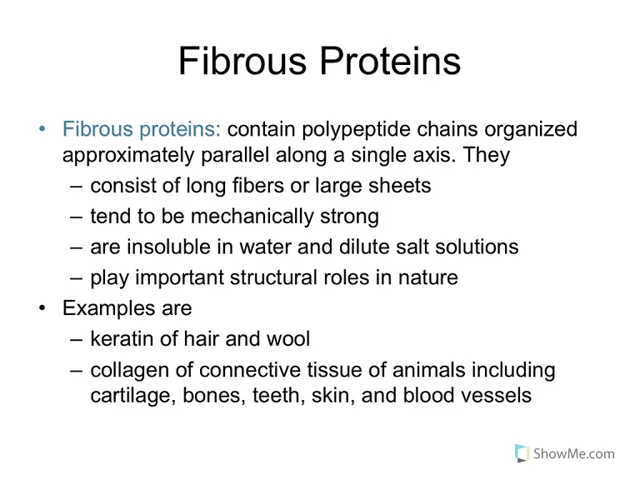 Fibrous Proteins
• Fibrous proteins: contain polypeptide chains organized
approximately parallel along a single axis. They
– consist of long fibers or large sheets
– tend to be mechanically strong
– are insoluble in water and dilute salt solutions
– play important structural roles in nature
• Examples are
– keratin of hair and wool
– collagen of connective tissue of animals including
cartilage, bones, teeth, skin, and blood vessels
ShowMe.com